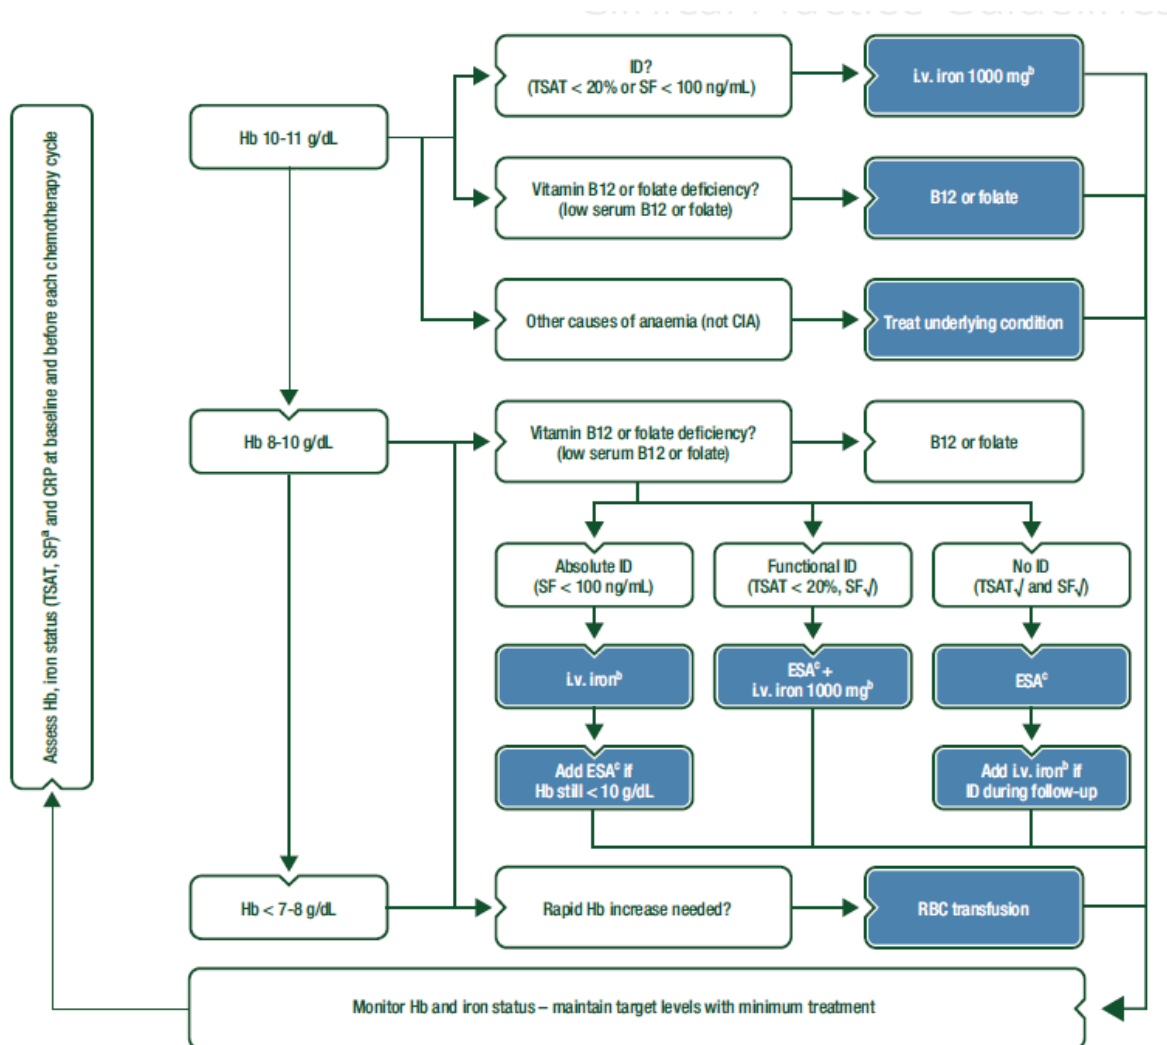 Assess Hb, iron status (TSAT, SF)ª and CRP at baseline and before each chemotherapy cycle
Hb 10-11 g/dL
ID?
(TSAT < 20% or SF < 100 ng/mL)
i.v. iron 1000 mgᵇ
Vitamin B12 or folate deficiency?
(low serum B12 or folate)
B12 or folate
Other causes of anaemia (not CIA)
Treat underlying condition
Hb 8-10 g/dL
Vitamin B12 or folate deficiency?
(low serum B12 or folate)
B12 or folate
Absolute ID
(SF < 100 ng/mL)
Functional ID
(TSAT < 20%, SF√)
No ID
(TSAT√ and SF√)
i.v. ironᵇ
ESAᶜ +
i.v. iron 1000 mgᵇ
ESAᶜ
Add ESAᶜ if
Hb still < 10 g/dL
Add i.v. ironᵇ if
ID during follow-up
Hb < 7-8 g/dL
Rapid Hb increase needed?
RBC transfusion
Monitor Hb and iron status – maintain target levels with minimum treatment